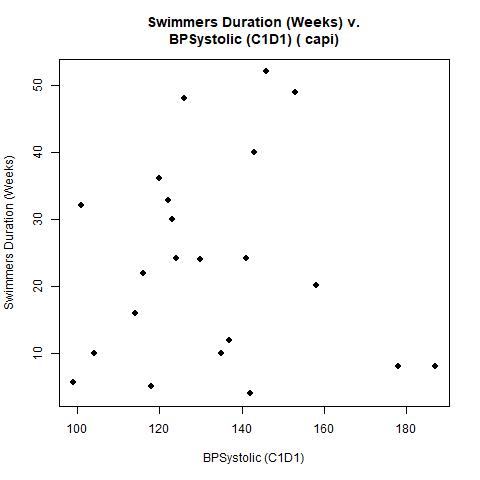 Swimmers Duration (Weeks) v.
BPSystolic (C1D1) ( capi)
50
40
30
20
10
Swimmers Duration (Weeks)
100 120 140 160 180
BPSystolic (C1D1)